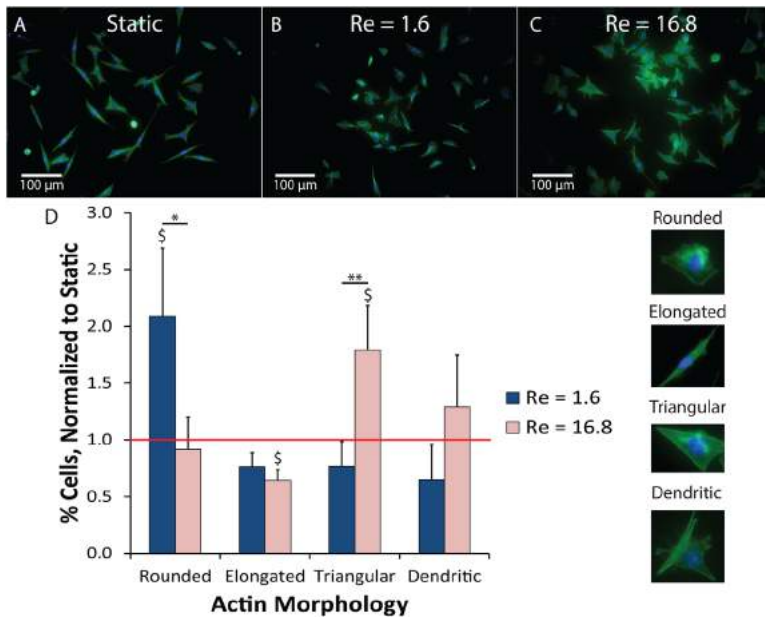 A Static
B Re = 1.6
C Re = 16.8
100 µm
100 µm
100 µm
D
% Cells, Normalized to Static
3.0
2.5
2.0
1.5
1.0
0.5
0.0
$
*
$
**
$
Rounded Elongated Triangular Dendritic
Actin Morphology
Re = 1.6
Re = 16.8
Rounded
Elongated
Triangular
Dendritic